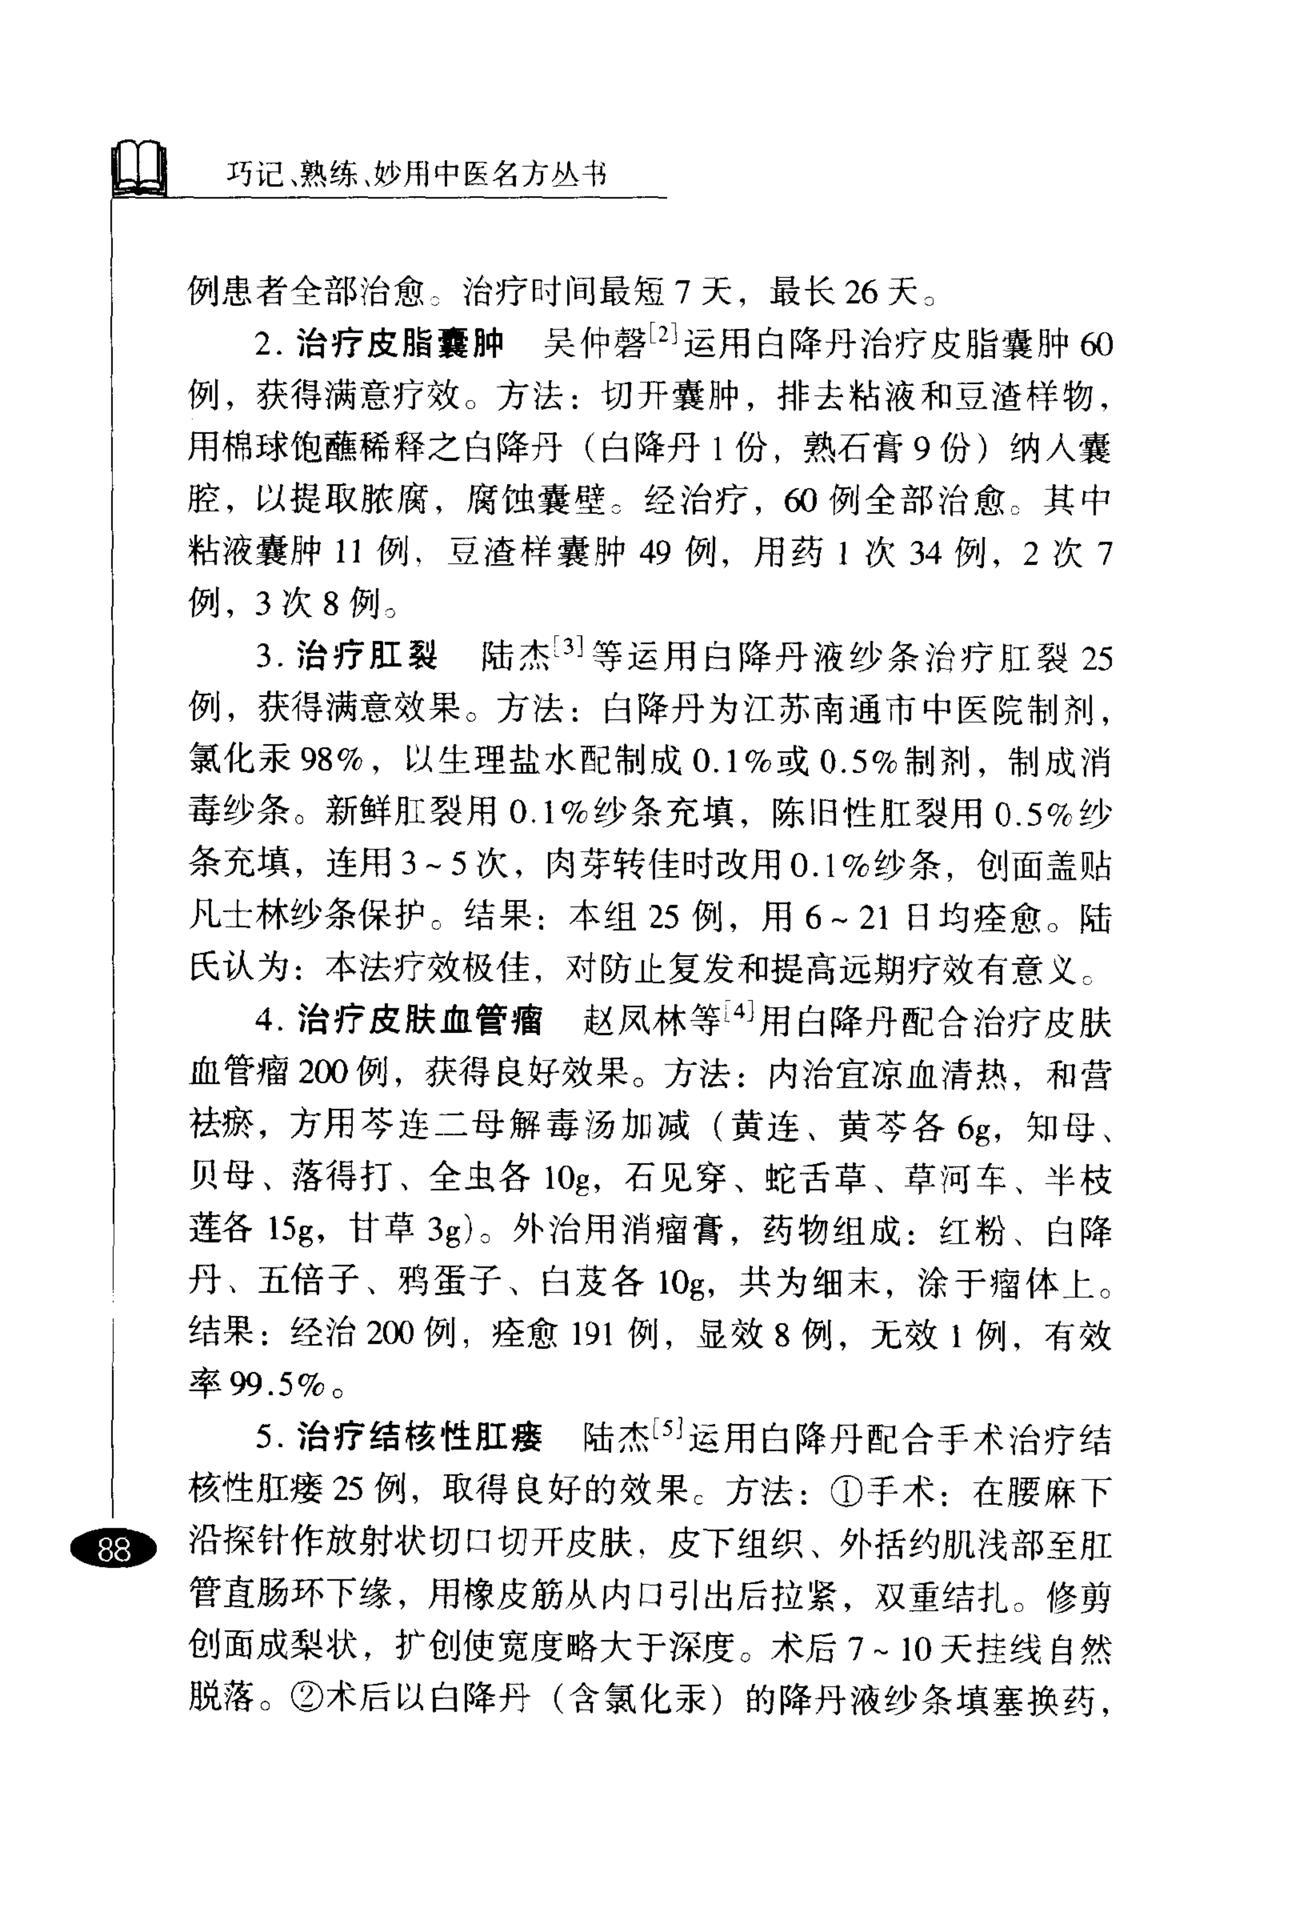 巧记、熟练、妙用中医名方丛书
例患者全部治愈。治疗时间最短 7 天，最长 26 天。
2. 治疗皮脂囊肿　吴仲磬[2]运用白降丹治疗皮脂囊肿 60
例，获得满意疗效。方法：切开囊肿，排去粘液和豆渣样物，
用棉球饱蘸稀释之白降丹（白降丹 1 份，熟石膏 9 份）纳入囊
腔，以提取脓腐，腐蚀囊壁。经治疗，60 例全部治愈。其中
粘液囊肿 11 例，豆渣样囊肿 49 例，用药 1 次 34 例，2 次 7
例，3 次 8 例。
3. 治疗肛裂　陆杰[3]等运用白降丹液纱条治疗肛裂 25
例，获得满意效果。方法：白降丹为江苏南通市中医院制剂，
氯化汞 98%，以生理盐水配制成 0.1%或 0.5%制剂，制成消
毒纱条。新鲜肛裂用 0.1%纱条充填，陈旧性肛裂用 0.5%纱
条充填，连用 3～5 次，肉芽转佳时改用 0.1%纱条，创面盖贴
凡士林纱条保护。结果：本组 25 例，用 6～21 日均痊愈。陆
氏认为：本法疗效极佳，对防止复发和提高远期疗效有意义。
4. 治疗皮肤血管瘤　赵凤林等[4]用白降丹配合治疗皮肤
血管瘤 200 例，获得良好效果。方法：内治宜凉血清热，和营
祛瘀，方用芩连二母解毒汤加减（黄连、黄芩各 6g，知母、
贝母、落得打、全虫各 10g，石见穿、蛇舌草、草河车、半枝
莲各 15g，甘草 3g）。外治用消瘤膏，药物组成：红粉、白降
丹、五倍子、鸦蛋子、白芨各 10g，共为细末，涂于瘤体上。
结果：经治 200 例，痊愈 191 例，显效 8 例，无效 1 例，有效
率 99.5%。
5. 治疗结核性肛瘘　陆杰[5]运用白降丹配合手术治疗结
核性肛瘘 25 例，取得良好的效果。方法：①手术：在腰麻下
沿探针作放射状切口切开皮肤，皮下组织、外括约肌浅部至肛
管直肠环下缘，用橡皮筋从内口引出后拉紧，双重结扎。修剪
创面成梨状，扩创使宽度略大于深度。术后 7～10 天挂线自然
脱落。②术后以白降丹（含氯化汞）的降丹液纱条填塞换药，
88